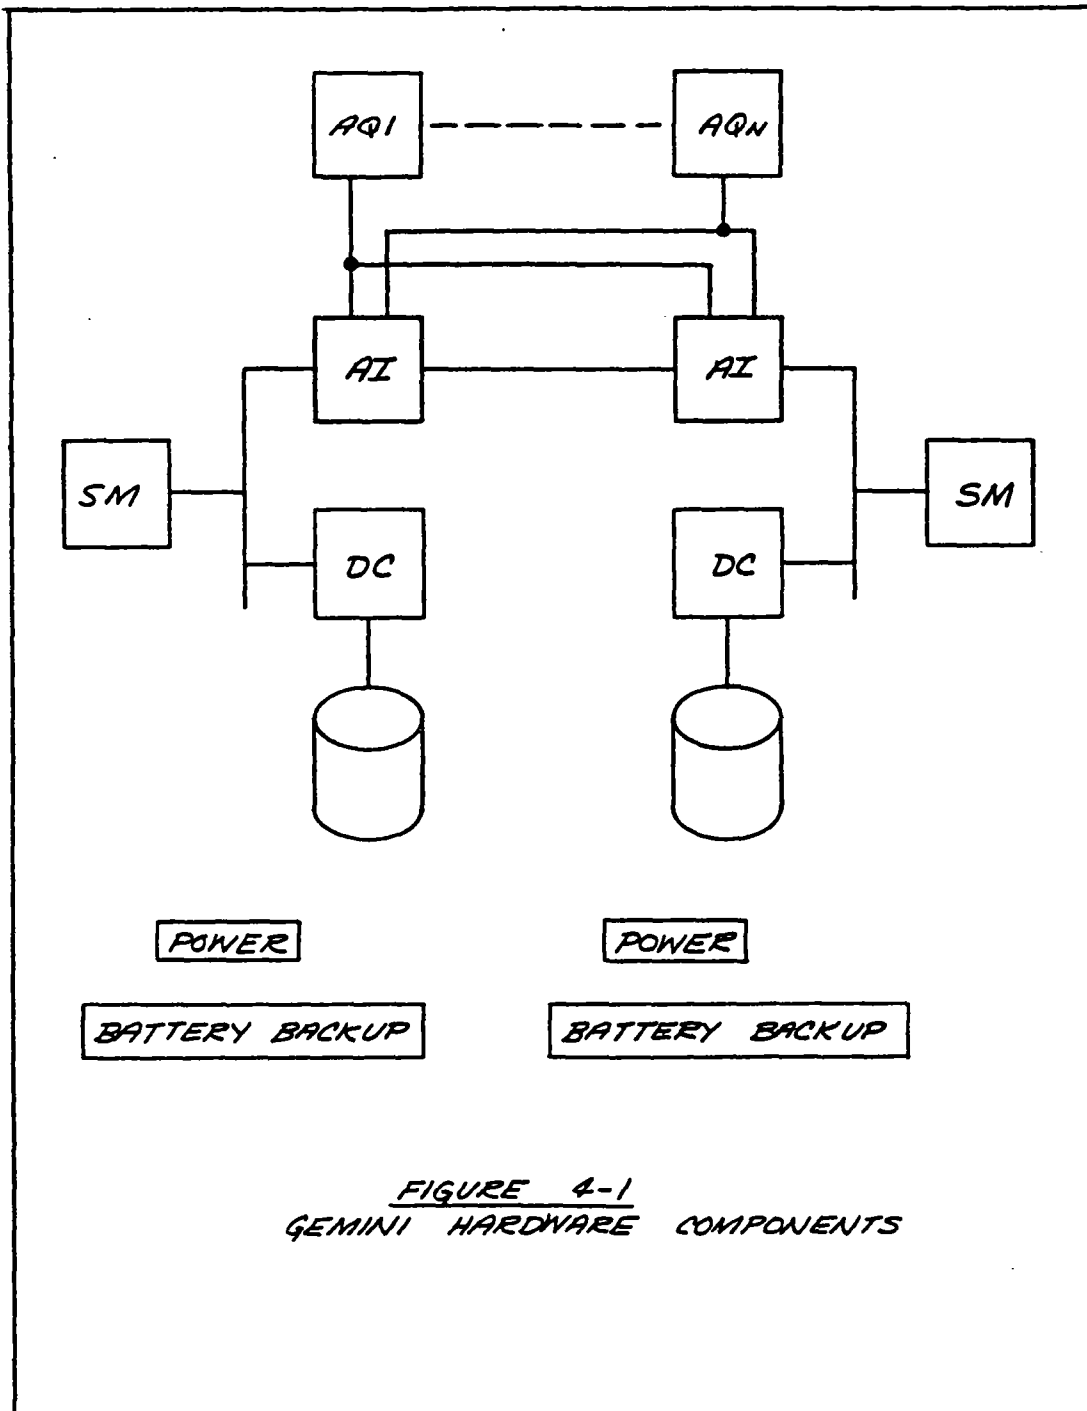 AQ1
AQN
AI
AI
SM
SM
DC
DC
POWER
POWER
BATTERY BACKUP
BATTERY BACKUP
FIGURE 4-1
GEMINI HARDWARE COMPONENTS